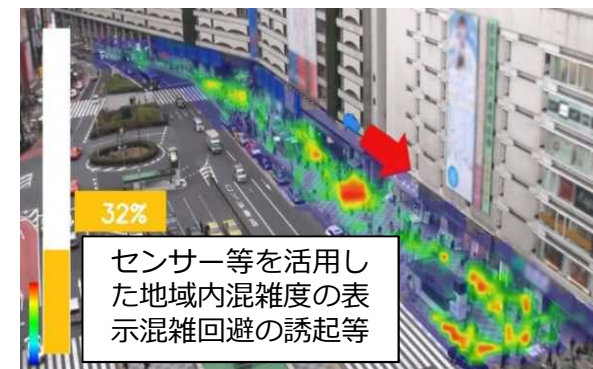 32%
センサー等を活用し
た地域内混雑度の表
示混雑回避の誘起等